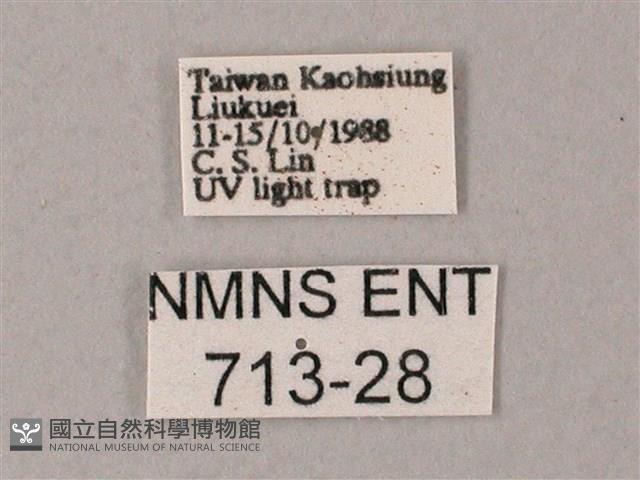 Taiwan Kaohsiung
Liukuei
11-15/10/1988
C. S. Lin
UV light trap
NMNS ENT
713-28
國立自然科學博物館
NATIONAL MUSEUM OF NATURAL SCIENCE